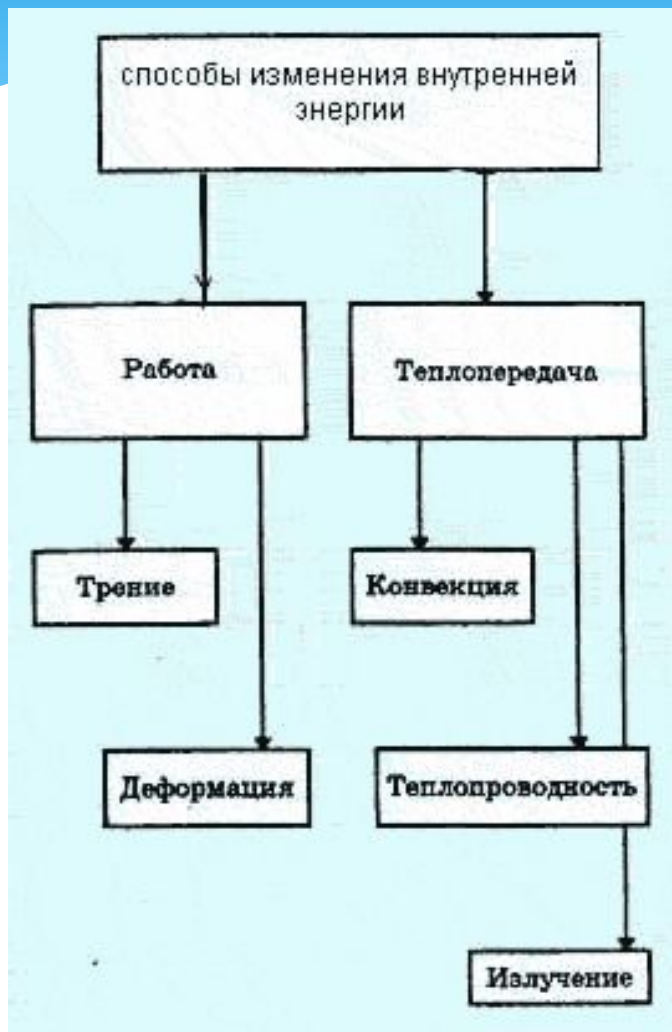 способы изменения внутренней
энергии
Работа
Теплопередача
Трение
Конвекция
Деформация
Теплопроводность
Излучение